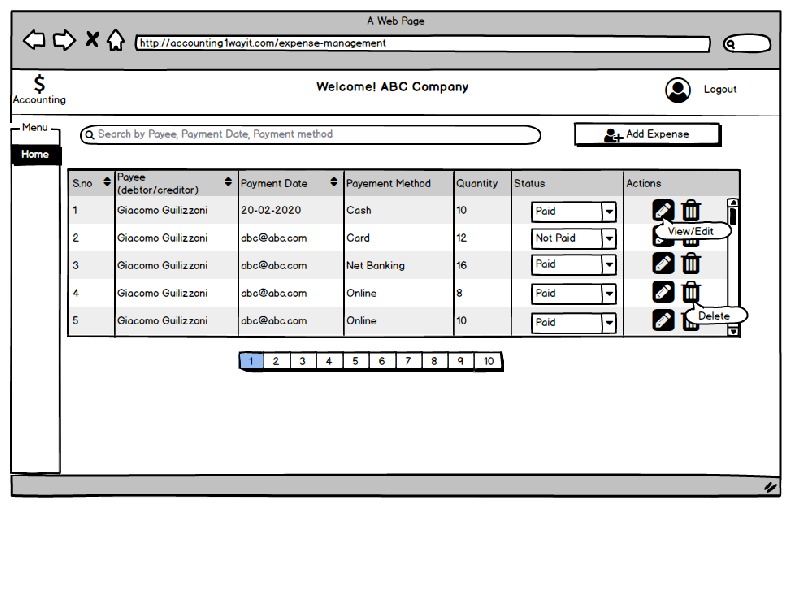 A Web Page
http://accounting1wayit.com/expense-management
$
Accounting
Welcome! ABC Company
Logout
Menu
Home
Search by Payee, Payment Date, Payment method
Add Expense
S.no
Payee
(debtor/creditor)
Payment Date
Payement Method
Quantity
Status
Actions
1 Giacomo Guilizzoni 20-02-2020 Cash 10 Paid
View/Edit
2 Giacomo Guilizzoni abc@abc.com Card 12 Not Paid
3 Giacomo Guilizzoni abc@abc.com Net Banking 16 Paid
4 Giacomo Guilizzoni abc@abc.com Online 8 Paid
Delete
5 Giacomo Guilizzoni abc@abc.com Online 10 Paid
1 2 3 4 5 6 7 8 9 10